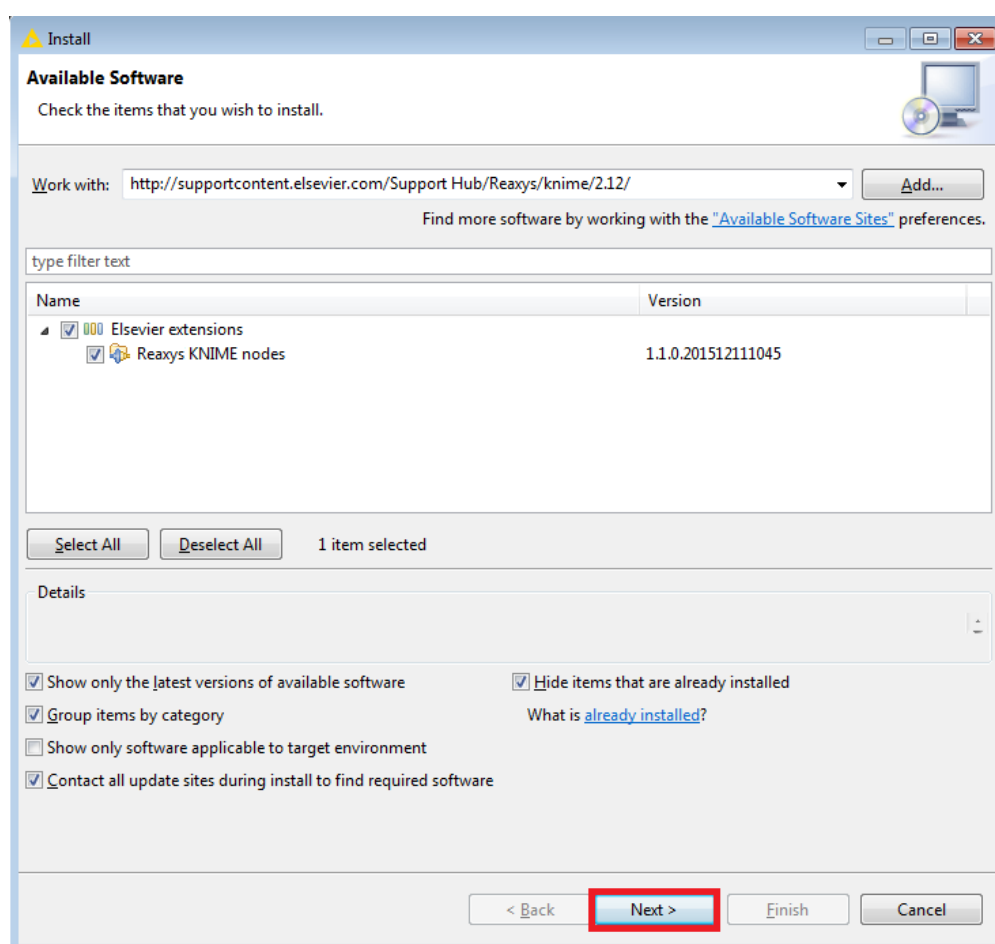 Install
Available Software
Check the items that you wish to install.
Work with: http://supportcontent.elsevier.com/Support Hub/Reaxys/knime/2.12/ Add...
Find more software by working with the "Available Software Sites" preferences.
type filter text
Name Version
Elsevier extensions
Reaxys KNIME nodes 1.1.0.201512111045
Select All Deselect All 1 item selected
Details
Show only the latest versions of available software Hide items that are already installed
Group items by category What is already installed?
Show only software applicable to target environment
Contact all update sites during install to find required software
< Back Next > Finish Cancel